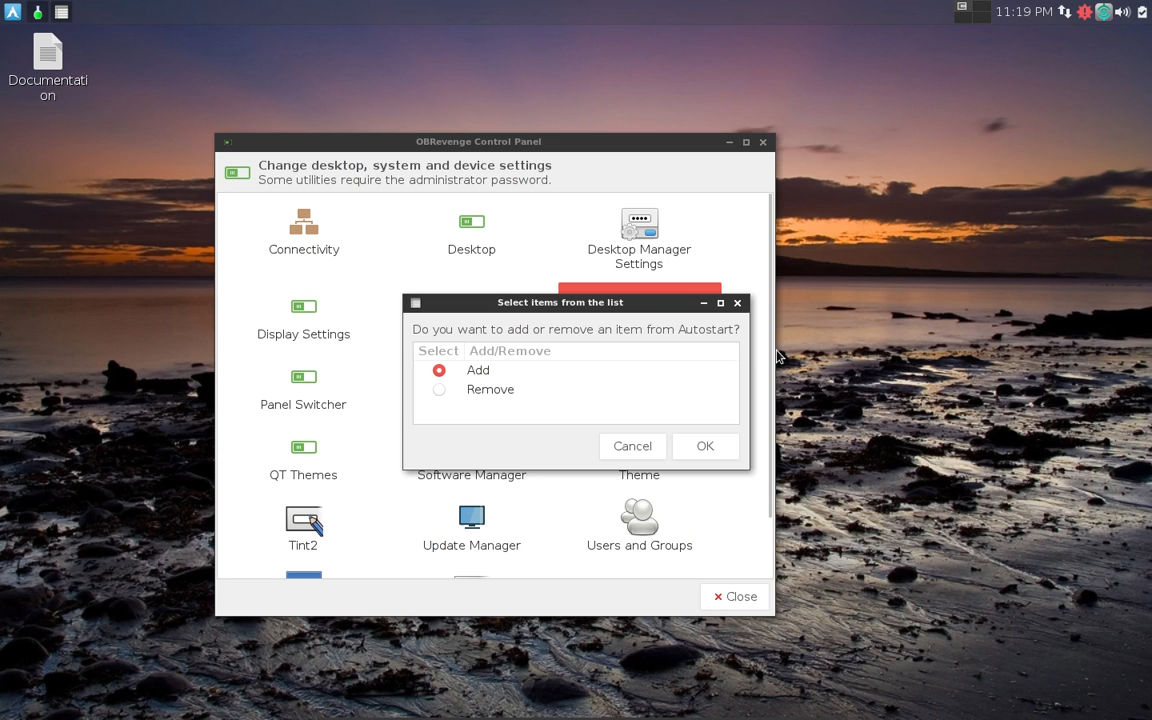 11:19 PM
Documentati
on
OBRevenge Control Panel
Change desktop, system and device settings
Some utilities require the administrator password.
Connectivity
Desktop
Desktop Manager
Settings
Display Settings
Select items from the list
Do you want to add or remove an item from Autostart?
Select Add/Remove
Add
Remove
Cancel OK
Panel Switcher
QT Themes
Software Manager
Theme
Tint2
Update Manager
Users and Groups
Close